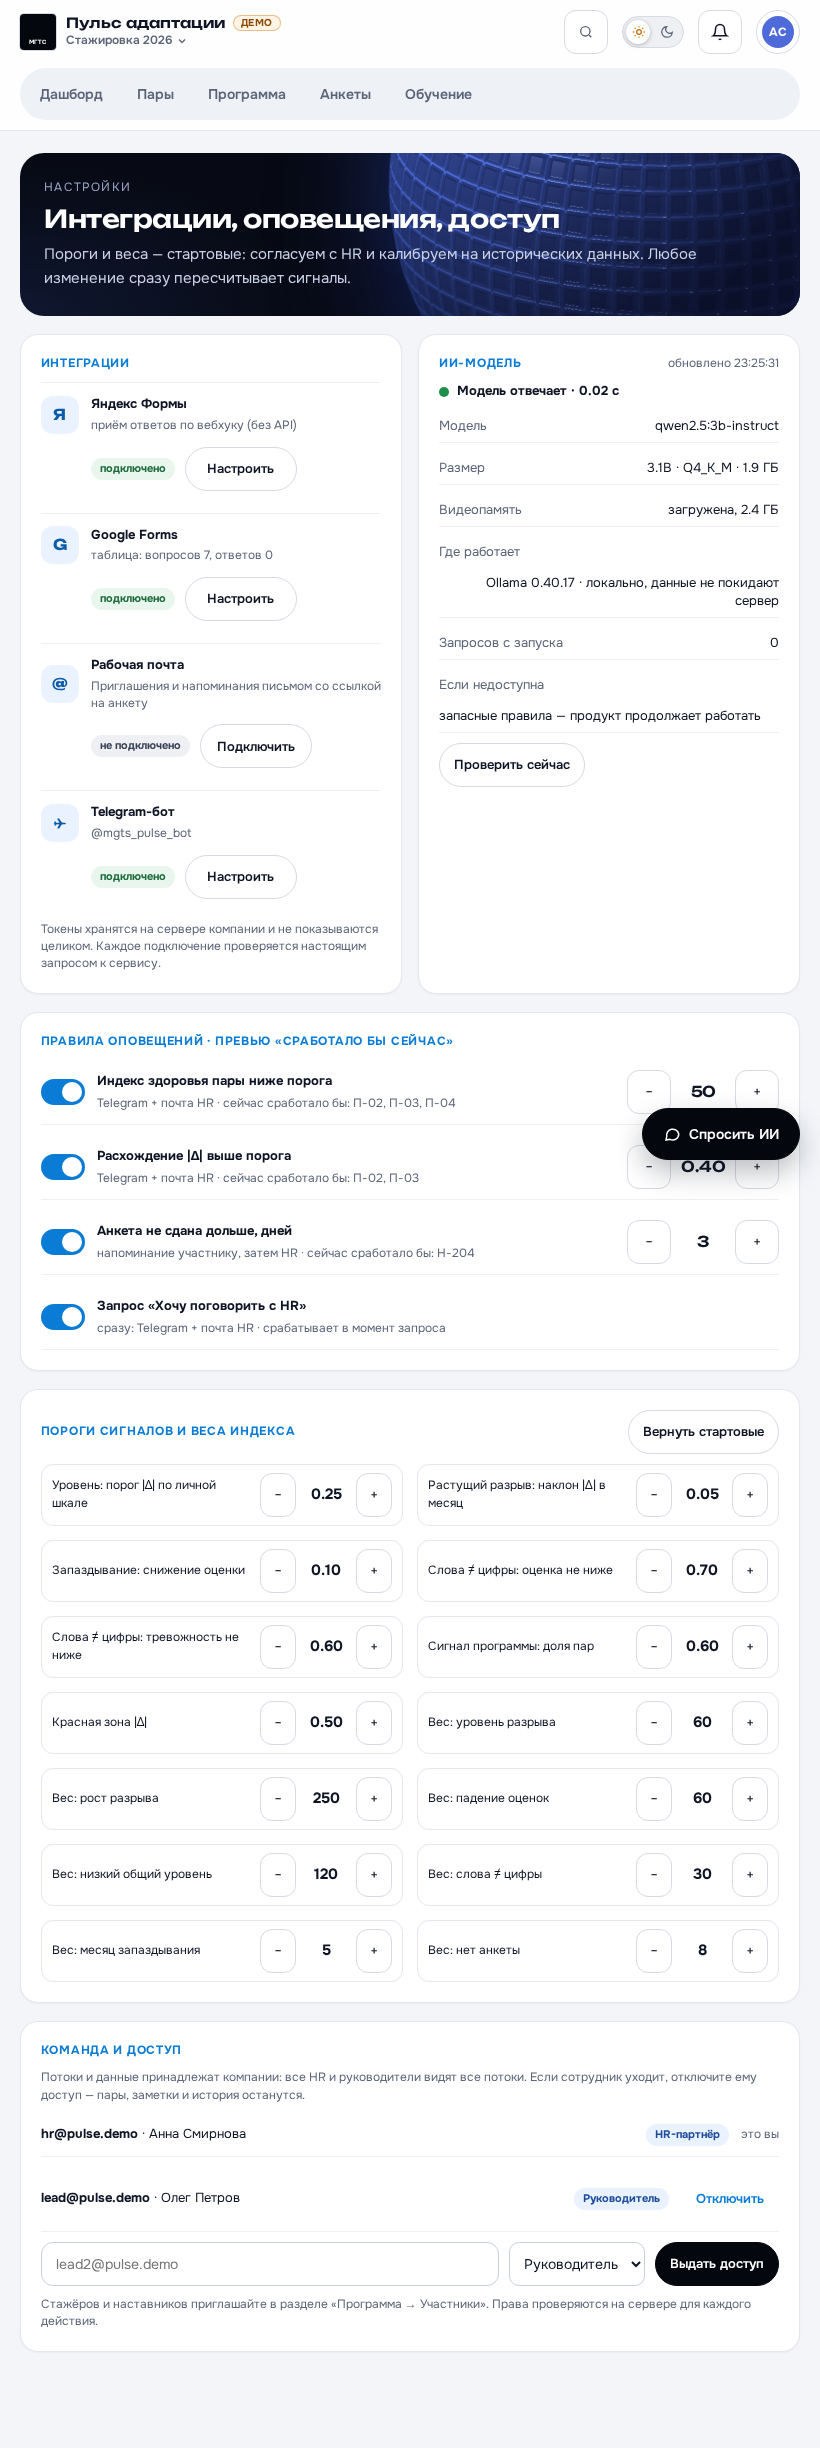 МГТС
Пульс адаптации ДЕМО
Стажировка 2026
АС
Дашборд Пары Программа Анкеты Обучение
НАСТРОЙКИ
Интеграции, оповещения, доступ
Пороги и веса — стартовые: согласуем с HR и калибруем на исторических данных. Любое
изменение сразу пересчитывает сигналы.
ИНТЕГРАЦИИ
Я
Яндекс Формы
приём ответов по вебхуку (без API)
подключено Настроить
G
Google Forms
таблица: вопросов 7, ответов 0
подключено Настроить
@
Рабочая почта
Приглашения и напоминания письмом со ссылкой
на анкету
не подключено Подключить
Telegram-бот
@mgts_pulse_bot
подключено Настроить
Токены хранятся на сервере компании и не показываются
целиком. Каждое подключение проверяется настоящим
запросом к сервису.
ИИ-МОДЕЛЬ обновлено 23:25:31
Модель отвечает · 0.02 с
Модель qwen2.5:3b-instruct
Размер 3.1B · Q4_K_M · 1.9 ГБ
Видеопамять загружена, 2.4 ГБ
Где работает
Ollama 0.40.17 · локально, данные не покидают
сервер
Запросов с запуска 0
Если недоступна
запасные правила — продукт продолжает работать
Проверить сейчас
ПРАВИЛА ОПОВЕЩЕНИЙ · ПРЕВЬЮ «СРАБОТАЛО БЫ СЕЙЧАС»
Индекс здоровья пары ниже порога
Telegram + почта HR · сейчас сработало бы: П-02, П-03, П-04
− 50 +
Спросить ИИ
Расхождение |Δ| выше порога
Telegram + почта HR · сейчас сработало бы: П-02, П-03
− 0.40 +
Анкета не сдана дольше, дней
напоминание участнику, затем HR · сейчас сработало бы: Н-204
− 3 +
Запрос «Хочу поговорить с HR»
сразу: Telegram + почта HR · срабатывает в момент запроса
ПОРОГИ СИГНАЛОВ И ВЕСА ИНДЕКСА Вернуть стартовые
Уровень: порог |Δ| по личной
шкале
− 0.25 +
Растущий разрыв: наклон |Δ| в
месяц
− 0.05 +
Запаздывание: снижение оценки − 0.10 +
Слова ≠ цифры: оценка не ниже − 0.70 +
Слова ≠ цифры: тревожность не
ниже
− 0.60 +
Сигнал программы: доля пар − 0.60 +
Красная зона |Δ| − 0.50 +
Вес: уровень разрыва − 60 +
Вес: рост разрыва − 250 +
Вес: падение оценок − 60 +
Вес: низкий общий уровень − 120 +
Вес: слова ≠ цифры − 30 +
Вес: месяц запаздывания − 5 +
Вес: нет анкеты − 8 +
КОМАНДА И ДОСТУП
Потоки и данные принадлежат компании: все HR и руководители видят все потоки. Если сотрудник уходит, отключите ему
доступ — пары, заметки и история останутся.
hr@pulse.demo · Анна Смирнова HR-партнёр это вы
lead@pulse.demo · Олег Петров Руководитель Отключить
lead2@pulse.demo Руководитель Выдать доступ
Стажёров и наставников приглашайте в разделе «Программа → Участники». Права проверяются на сервере для каждого
действия.